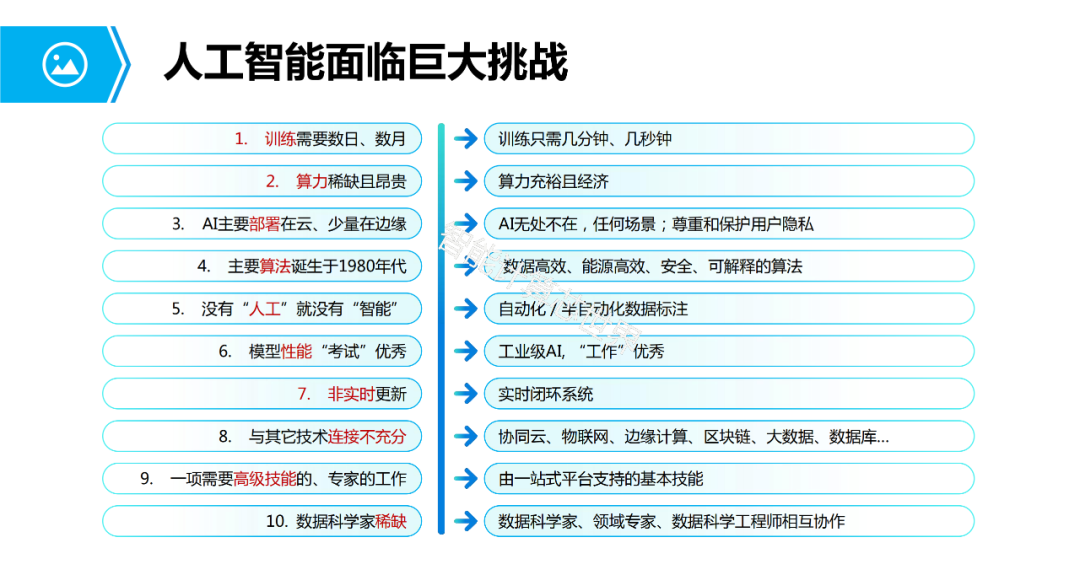 人工智能面临巨大挑战
1. 训练需要数日、数月
训练只需几分钟、几秒钟
2. 算力稀缺且昂贵
算力充裕且经济
3. AI主要部署在云、少量在边缘
AI无处不在，任何场景；尊重和保护用户隐私
4. 主要算法诞生于1980年代
数据高效、能源高效、安全、可解释的算法
5. 没有“人工”就没有“智能”
自动化 / 半自动化数据标注
6. 模型性能“考试”优秀
工业级AI, “工作”优秀
7. 非实时更新
实时闭环系统
8. 与其它技术连接不充分
协同云、物联网、边缘计算、区块链、大数据、数据库...
9. 一项需要高级技能的、专家的工作
由一站式平台支持的基本技能
10. 数据科学家稀缺
数据科学家、领域专家、数据科学工程师相互协作